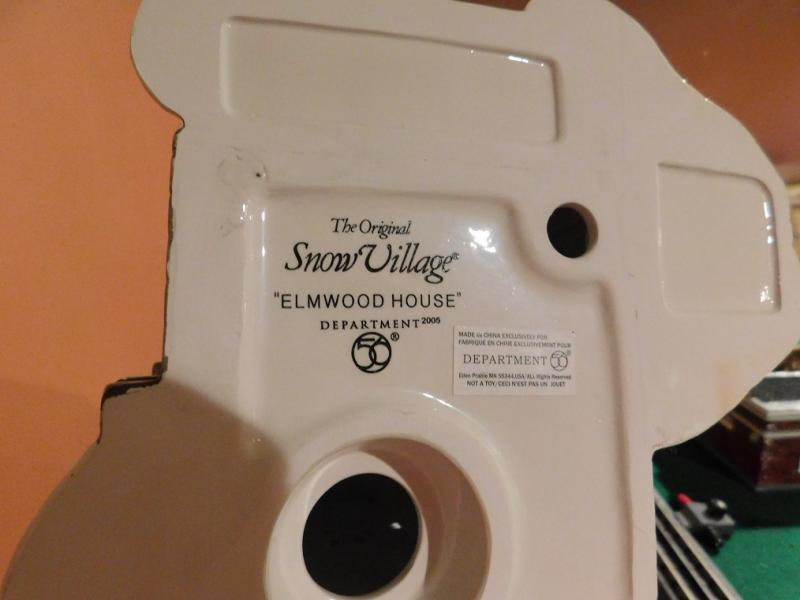 The Original
Snow Village®
"ELMWOOD HOUSE"
DEPARTMENT 2005
56®
MADE in CHINA EXCLUSIVELY FOR
FABRIQUÉ EN CHINE EXCLUSIVEMENT POUR
DEPARTMENT 56®
Eden Prairie MN 55344.USA/ALL Rights Reserved
NOT A TOY/CECI N'EST PAS UN JOUET